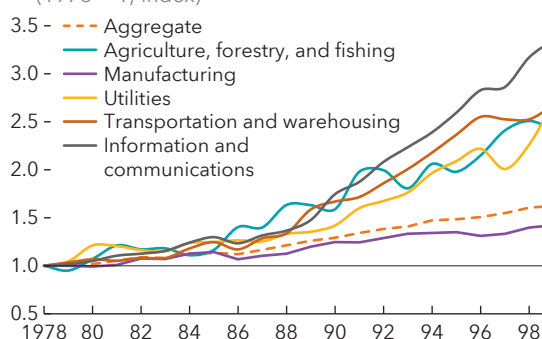 3.5
Aggregate
Agriculture, forestry, and fishing
3.0
Manufacturing
Utilities
2.5
Transportation and warehousing
Information and
communications
2.0
1.5
1.0
0.5
1978 80 82 84 86 88 90 92 94 96 98